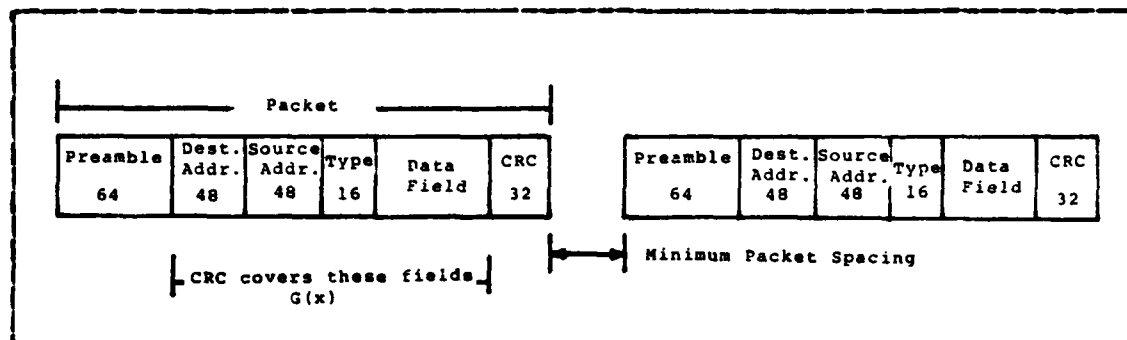 Packet
Preamble
64
Dest.
Addr.
48
Source
Addr.
48
Type
16
Data
Field
CRC
32
Preamble
64
Dest.
Addr.
48
Source
Addr.
48
Type
16
Data
Field
CRC
32
Minimum Packet Spacing
CRC covers these fields
G(x)